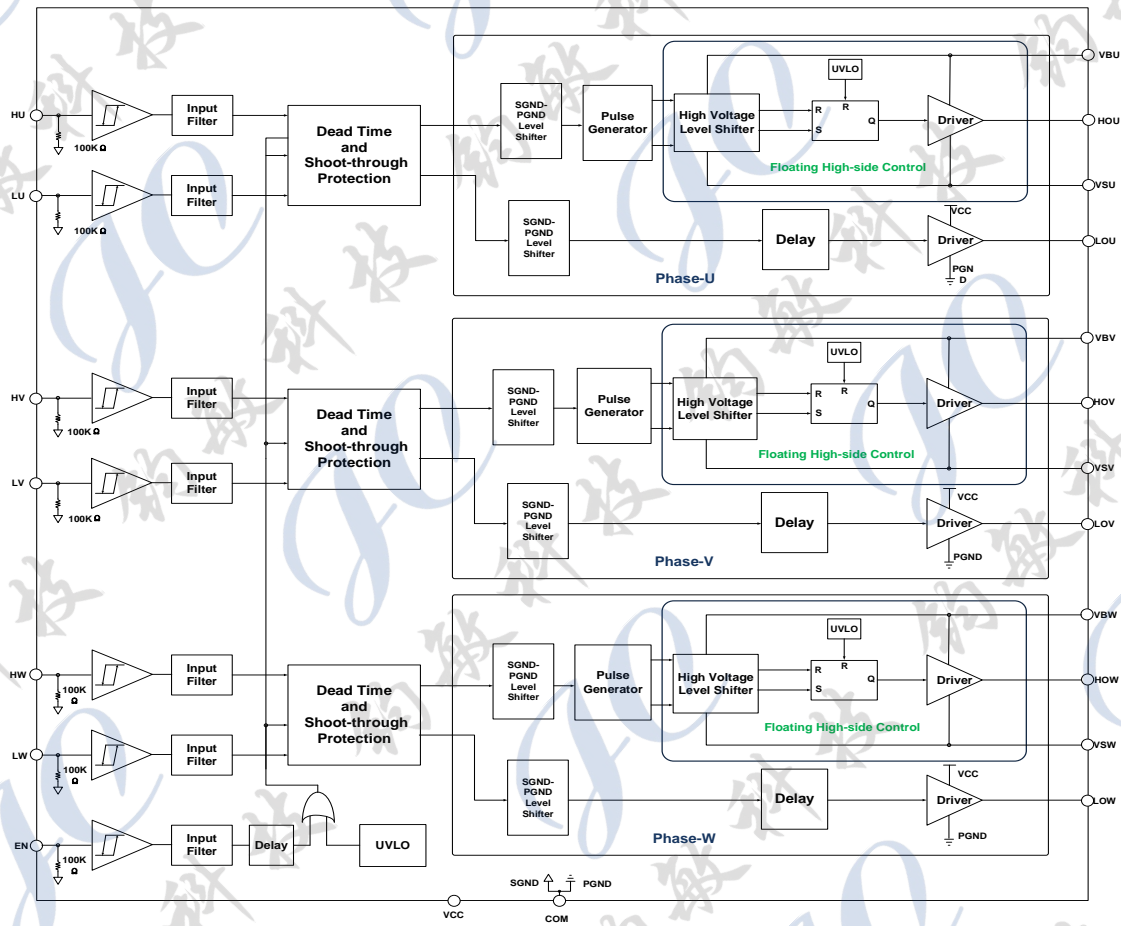 HU
100K Ω
Input
Filter
LU
100K Ω
Input
Filter
Dead Time
and
Shoot-through
Protection
SGND-
PGND
Level
Shifter
Pulse
Generator
High Voltage
Level Shifter
UVLO
R
R
S
Q
Driver
Floating High-side Control
VBU
HOU
VSU
SGND-
PGND
Level
Shifter
Delay
VCC
Driver
PGN
D
LOU
Phase-U
HV
100K Ω
Input
Filter
LV
100K Ω
Input
Filter
Dead Time
and
Shoot-through
Protection
SGND-
PGND
Level
Shifter
Pulse
Generator
High Voltage
Level Shifter
UVLO
R
R
S
Q
Driver
Floating High-side Control
VBV
HOV
VSV
SGND-
PGND
Level
Shifter
Delay
VCC
Driver
PGND
LOV
Phase-V
HW
100K
Ω
Input
Filter
LW
100K
Ω
Input
Filter
Dead Time
and
Shoot-through
Protection
SGND-
PGND
Level
Shifter
Pulse
Generator
High Voltage
Level Shifter
UVLO
R
R
S
Q
Driver
Floating High-side Control
VBW
HOW
VSW
SGND-
PGND
Level
Shifter
Delay
VCC
Driver
PGND
LOW
Phase-W
EN
100K
Ω
Input
Filter
Delay
UVLO
SGND
PGND
VCC
COM